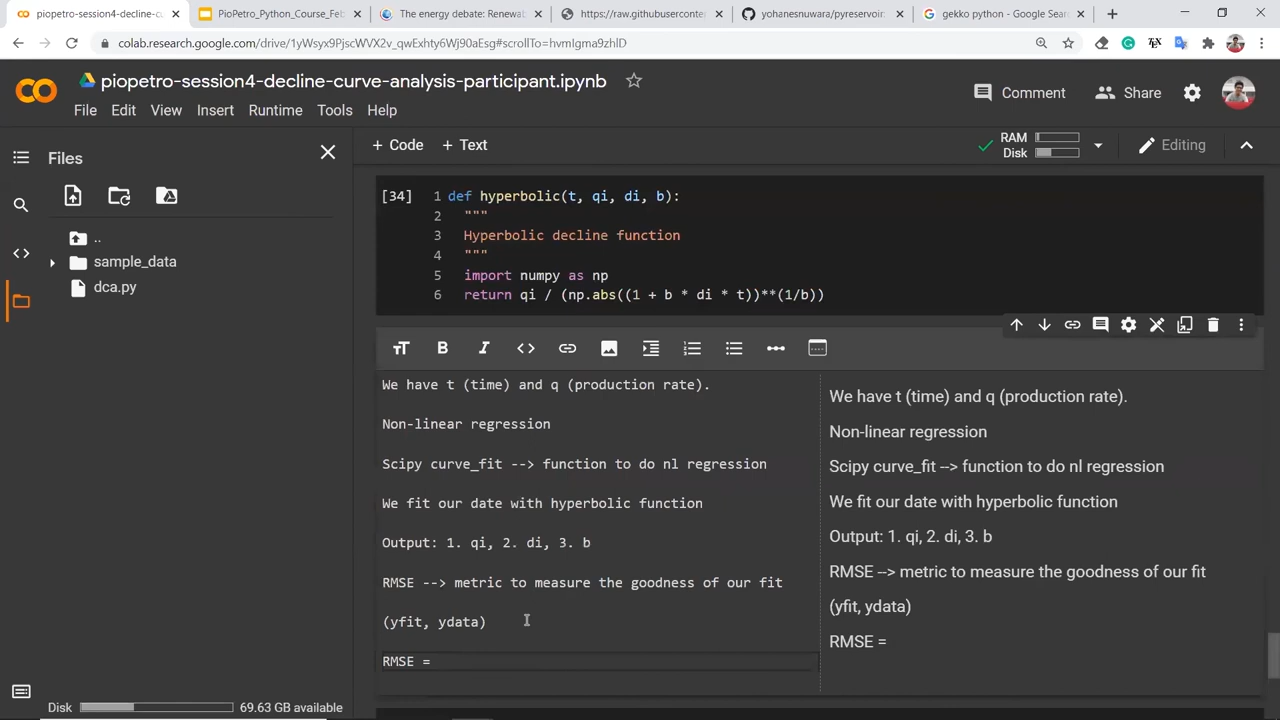 piopetro-session4-decline-cu
PioPetro_Python_Course_Feb
The energy debate: Renewab
https://raw.githubusercontent
yohanesnuwara/pyreservoir
gekko python - Google Searc
colab.research.google.com/drive/1yWsyx9PjscWVX2v_qwExhty6Wj90aEsg#scrollTo=hvmIgma9zhlD
piopetro-session4-decline-curve-analysis-participant.ipynb
Comment
Share
File Edit View Insert Runtime Tools Help
Files
+ Code + Text
RAM
Disk
Editing
..
sample_data
dca.py
[34]
1 def hyperbolic(t, qi, di, b):
2 """
3 Hyperbolic decline function
4 """
5 import numpy as np
6 return qi / (np.abs((1 + b * di * t))**(1/b))
We have t (time) and q (production rate).
Non-linear regression
Scipy curve_fit --> function to do nl regression
We fit our date with hyperbolic function
Output: 1. qi, 2. di, 3. b
RMSE --> metric to measure the goodness of our fit
(yfit, ydata)
RMSE =
We have t (time) and q (production rate).
Non-linear regression
Scipy curve_fit --> function to do nl regression
We fit our date with hyperbolic function
Output: 1. qi, 2. di, 3. b
RMSE --> metric to measure the goodness of our fit
(yfit, ydata)
RMSE =
Disk
69.63 GB available